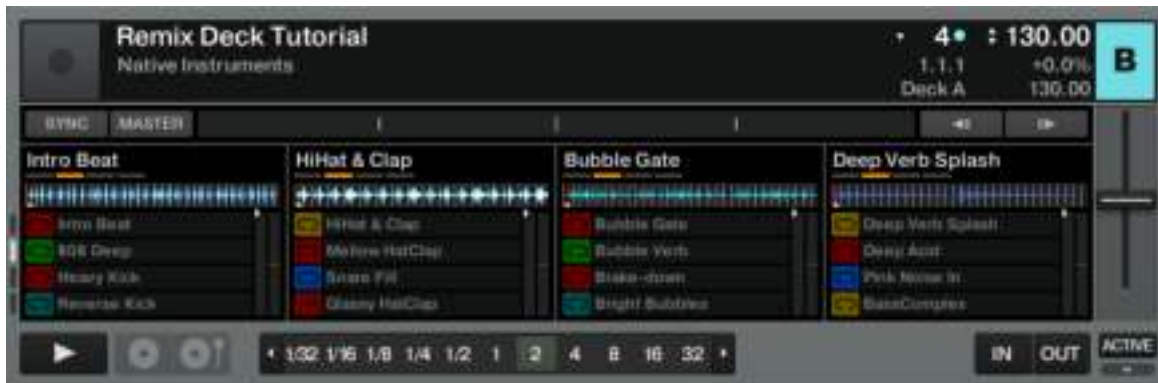 Remix Deck Tutorial
Native Instruments
4
130.00
1.1.1
+0.0%
Deck A
130.00
B
SYNC MASTER
Intro Beat
HiHat & Clap
Bubble Gate
Deep Verb Splash
Intro Beat
HiHat & Clap
Bubble Gate
Deep Verb Splash
808 Deep
Mellow HatClap
Bubble Verb
Deep Acid
Heavy Kick
Snare Fill
Brake-down
Pink Noise In
Reverse Kick
Glassy HatClap
Bright Bubbles
BassComplex
1/32 1/16 1/8 1/4 1/2 1 2 4 8 16 32
IN OUT
ACTIVE